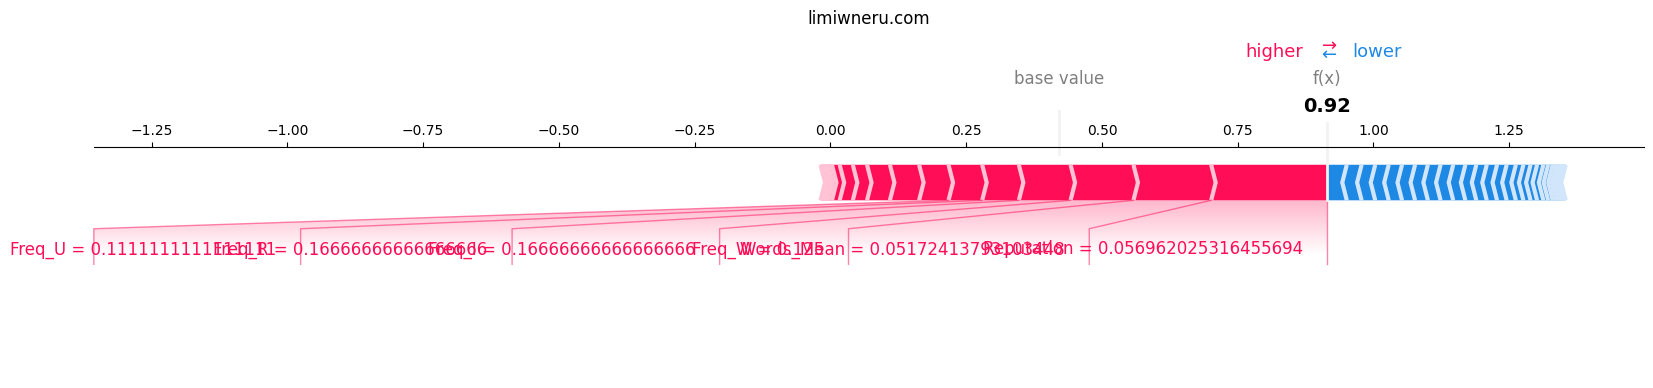 limiwneru.com
higher → ← lower
base value f(x)
0.92
−1.25 −1.00 −0.75 −0.50 −0.25 0.00 0.25 0.50 0.75 1.00 1.25
Freq_U = 0.1111111111111111 Freq_R = 0.16666666666666666 = 0.16666666666666666 Freq_W = 0.125 Words_Mean = 0.05172413793103448 Reputation = 0.056962025316455694